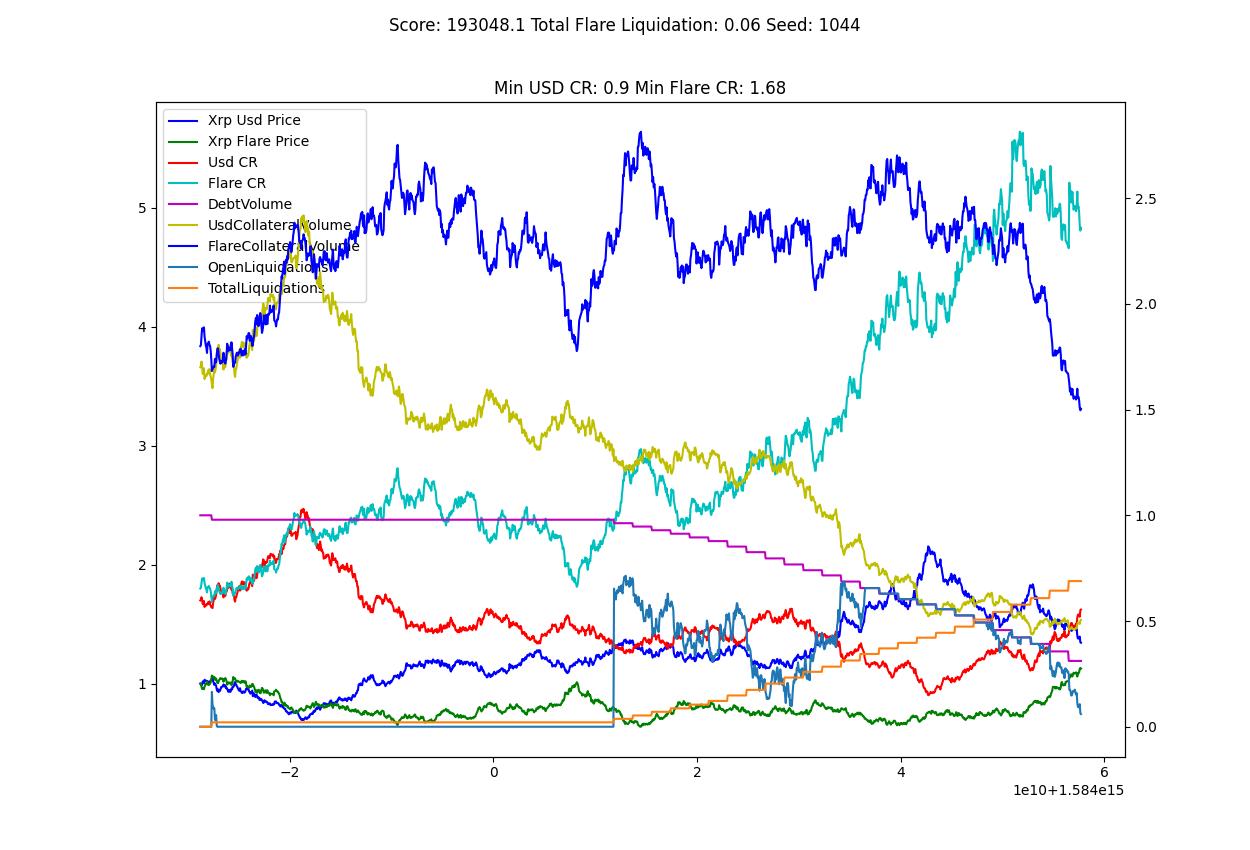 Score: 193048.1 Total Flare Liquidation: 0.06 Seed: 1044
Min USD CR: 0.9 Min Flare CR: 1.68
Xrp Usd Price
Xrp Flare Price
Usd CR
Flare CR
DebtVolume
UsdCollateralVolume
FlareCollateralVolume
OpenLiquidations
TotalLiquidations
5
4
3
2
1
2.5
2.0
1.5
1.0
0.5
0.0
−2
0
2
4
6
1e10+1.584e15